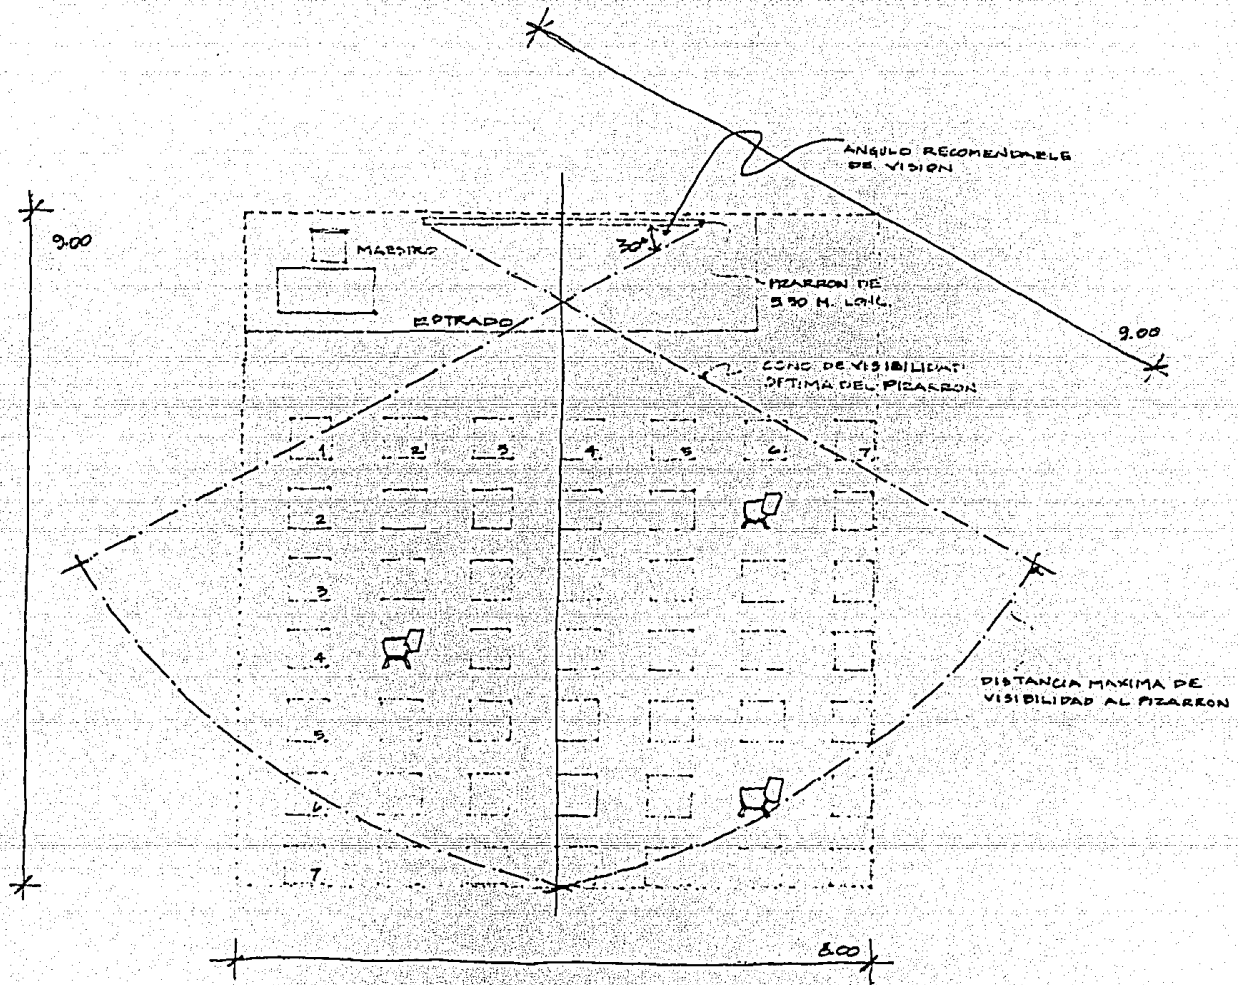 ANGULO RECOMENDABLE
DE VISION
9.00
MAESTRO
30°
PIZARRON DE
LONG.
ESTRADO
9.00
CONO DE VISIBILIDAD
OPTIMA DEL PIZARRON
1 2 3 4 5 6 7
2
3
4
DISTANCIA MAXIMA DE
VISIBILIDAD AL PIZARRON
5
6
7
8.00